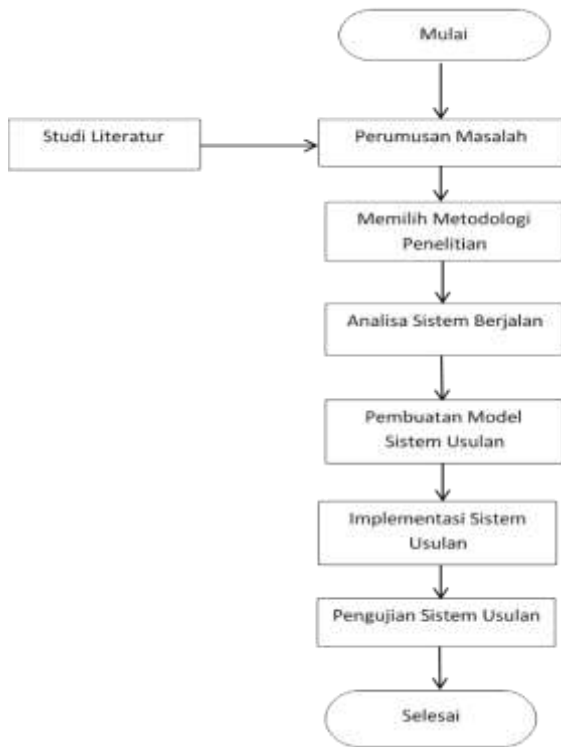 Mulai
Studi Literatur
Perumusan Masalah
Memilih Metodologi
Penelitian
Analisa Sistem Berjalan
Pembuatan Model
Sistem Usulan
Implementasi Sistem
Usulan
Pengujian Sistem Usulan
Selesai